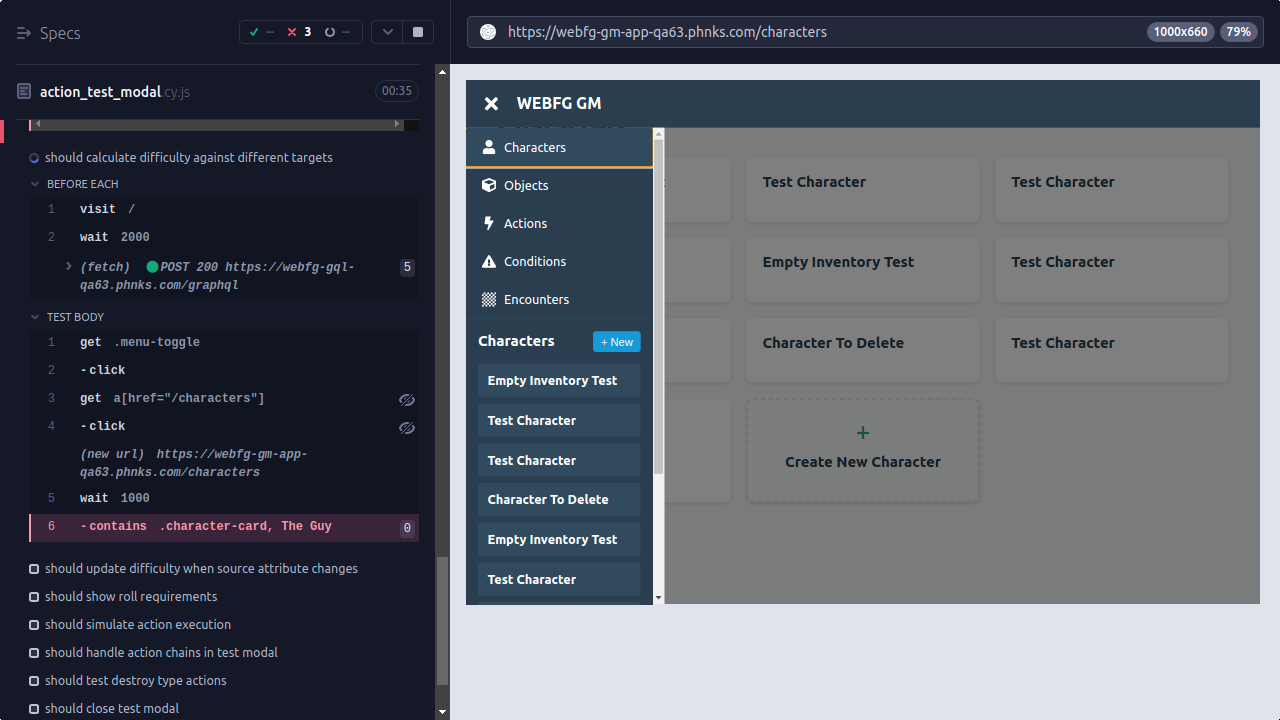 Specs
-- 3 --
https://webfg-gm-app-qa63.phnks.com/characters
1000x660
79%
action_test_modal.cy.js
00:35
should calculate difficulty against different targets
BEFORE EACH
1 visit /
2 wait 2000
(fetch) POST 200 https://webfg-gql-
qa63.phnks.com/graphql
5
TEST BODY
1 get .menu-toggle
2 -click
3 get a[href="/characters"]
4 -click
(new url) https://webfg-gm-app-
qa63.phnks.com/characters
5 wait 1000
6 -contains .character-card, The Guy
0
should update difficulty when source attribute changes
should show roll requirements
should simulate action execution
should handle action chains in test modal
should test destroy type actions
should close test modal
WEBFG GM
Characters
Objects
Actions
Conditions
Encounters
Characters
+ New
Empty Inventory Test
Test Character
Test Character
Character To Delete
Empty Inventory Test
Test Character
Test Character
Test Character
Empty Inventory Test
Test Character
Character To Delete
Test Character
+
Create New Character